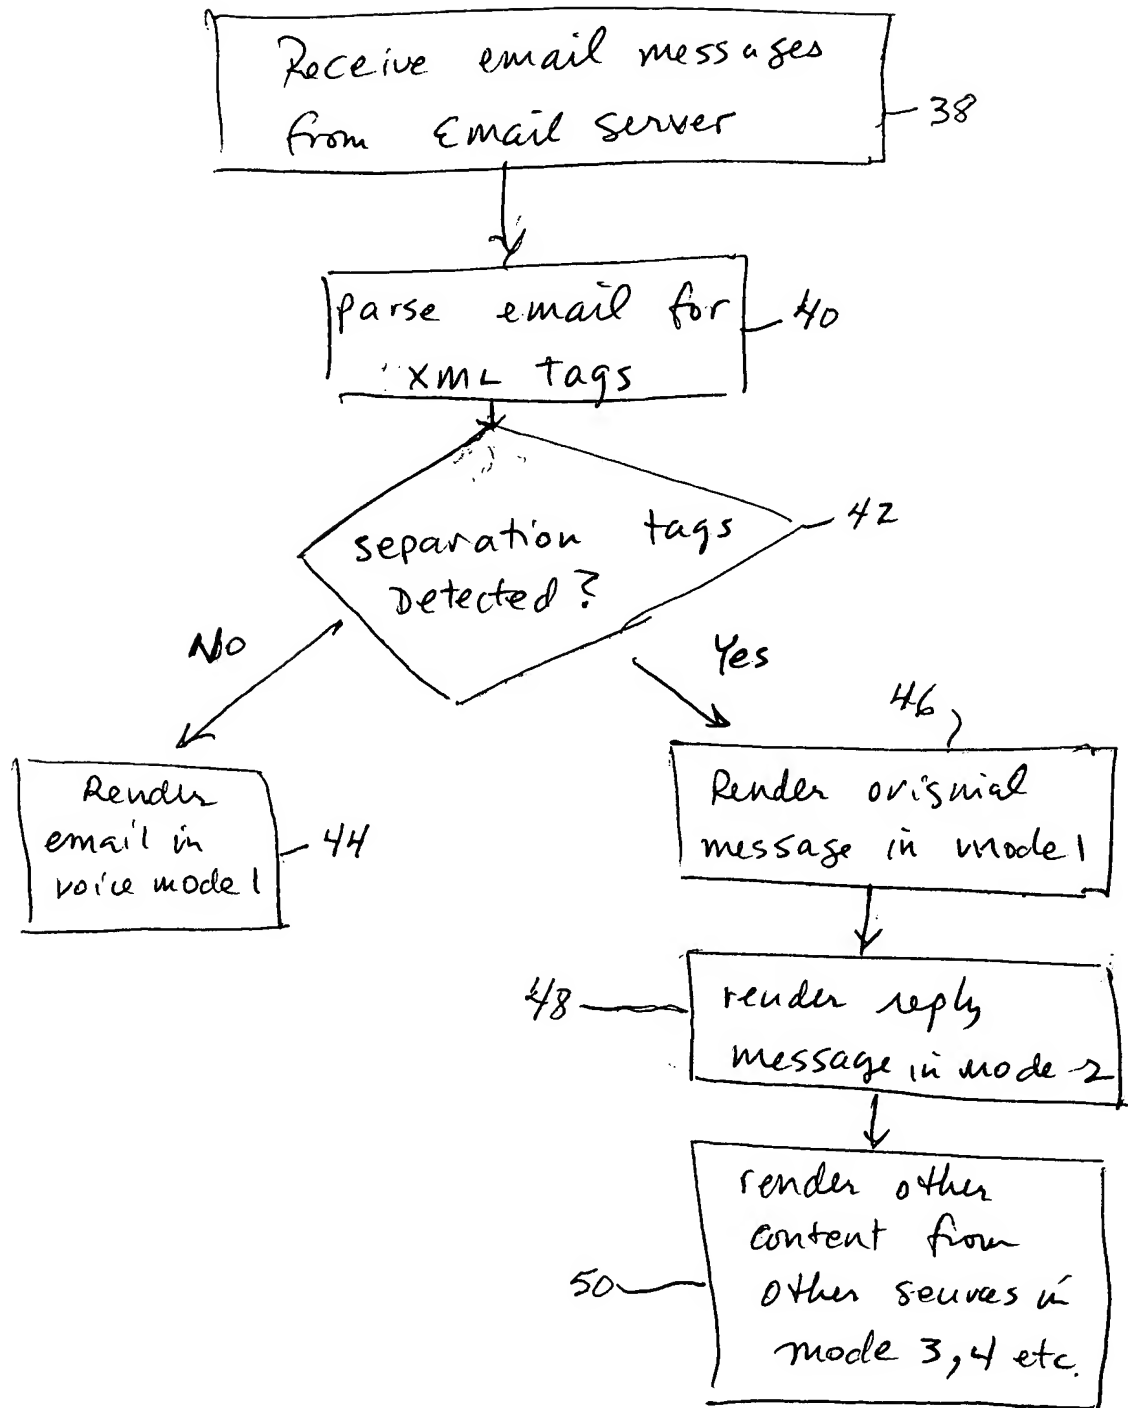 Receive email messages
from Email server
38
Parse email for
XML tags
40
separation tags
Detected?
42
No
Yes
Render
email in
voice mode 1
44
46
Render orignial
message in mode 1
48
render reply
message in mode 2
50
render other
content from
other sources in
mode 3, 4 etc.